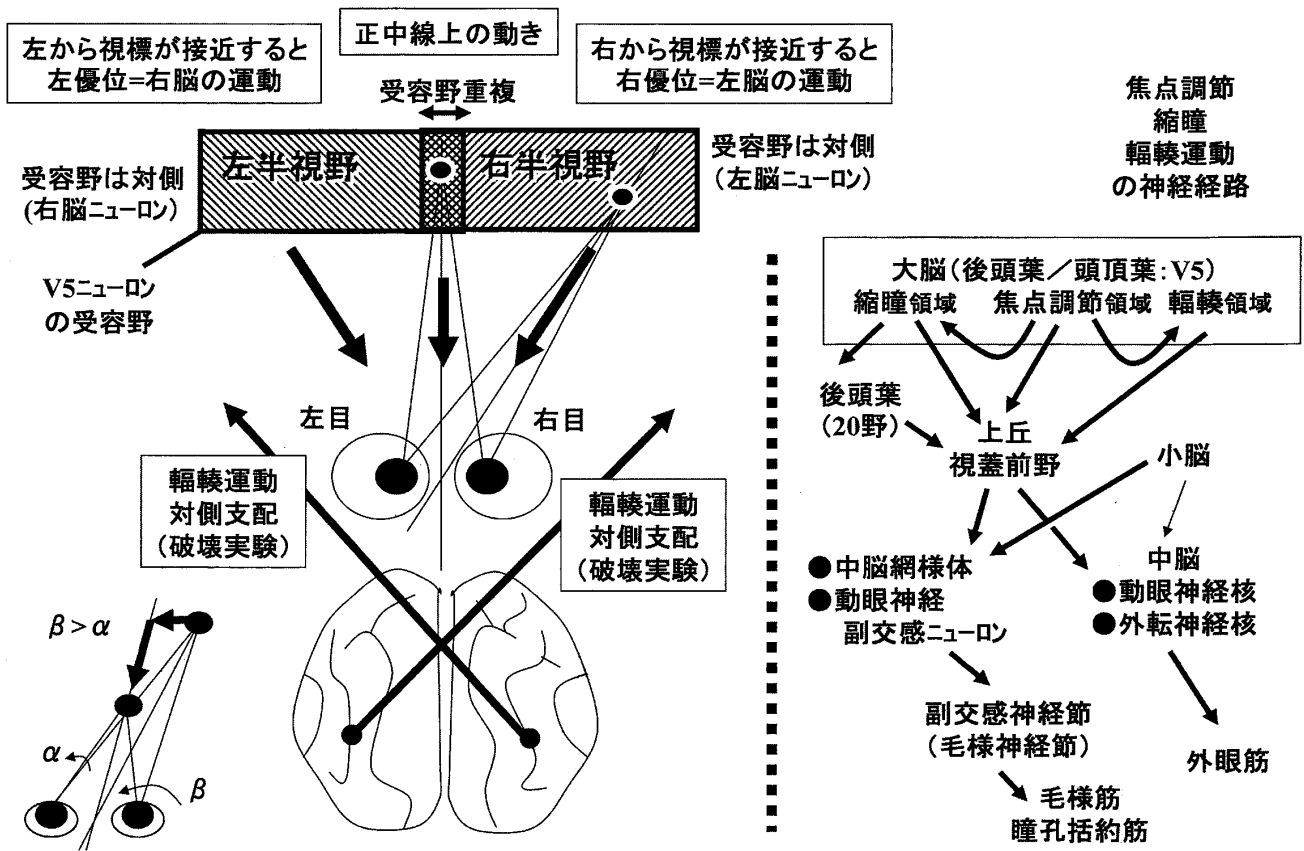 左から視標が接近すると
左優位=右脳の運動
正中線上の動き
右から視標が接近すると
右優位=左脳の運動
受容野重複
左半視野
右半視野
受容野は対側
(右脳ニューロン)
受容野は対側
(左脳ニューロン)
V5ニューロン
の受容野
左目
右目
輻輳運動
対側支配
(破壊実験)
輻輳運動
対側支配
(破壊実験)
β>α
α
β
焦点調節
縮瞳
輻輳運動
の神経経路
大脳(後頭葉/頭頂葉:V5)
縮瞳領域 焦点調節領域 輻輳領域
後頭葉
(20野)
上丘
視蓋前野
小脳
●中脳網様体
●動眼神経
副交感ニューロン
中脳
●動眼神経核
●外転神経核
副交感神経節
(毛様神経節)
外眼筋
毛様筋
瞳孔括約筋